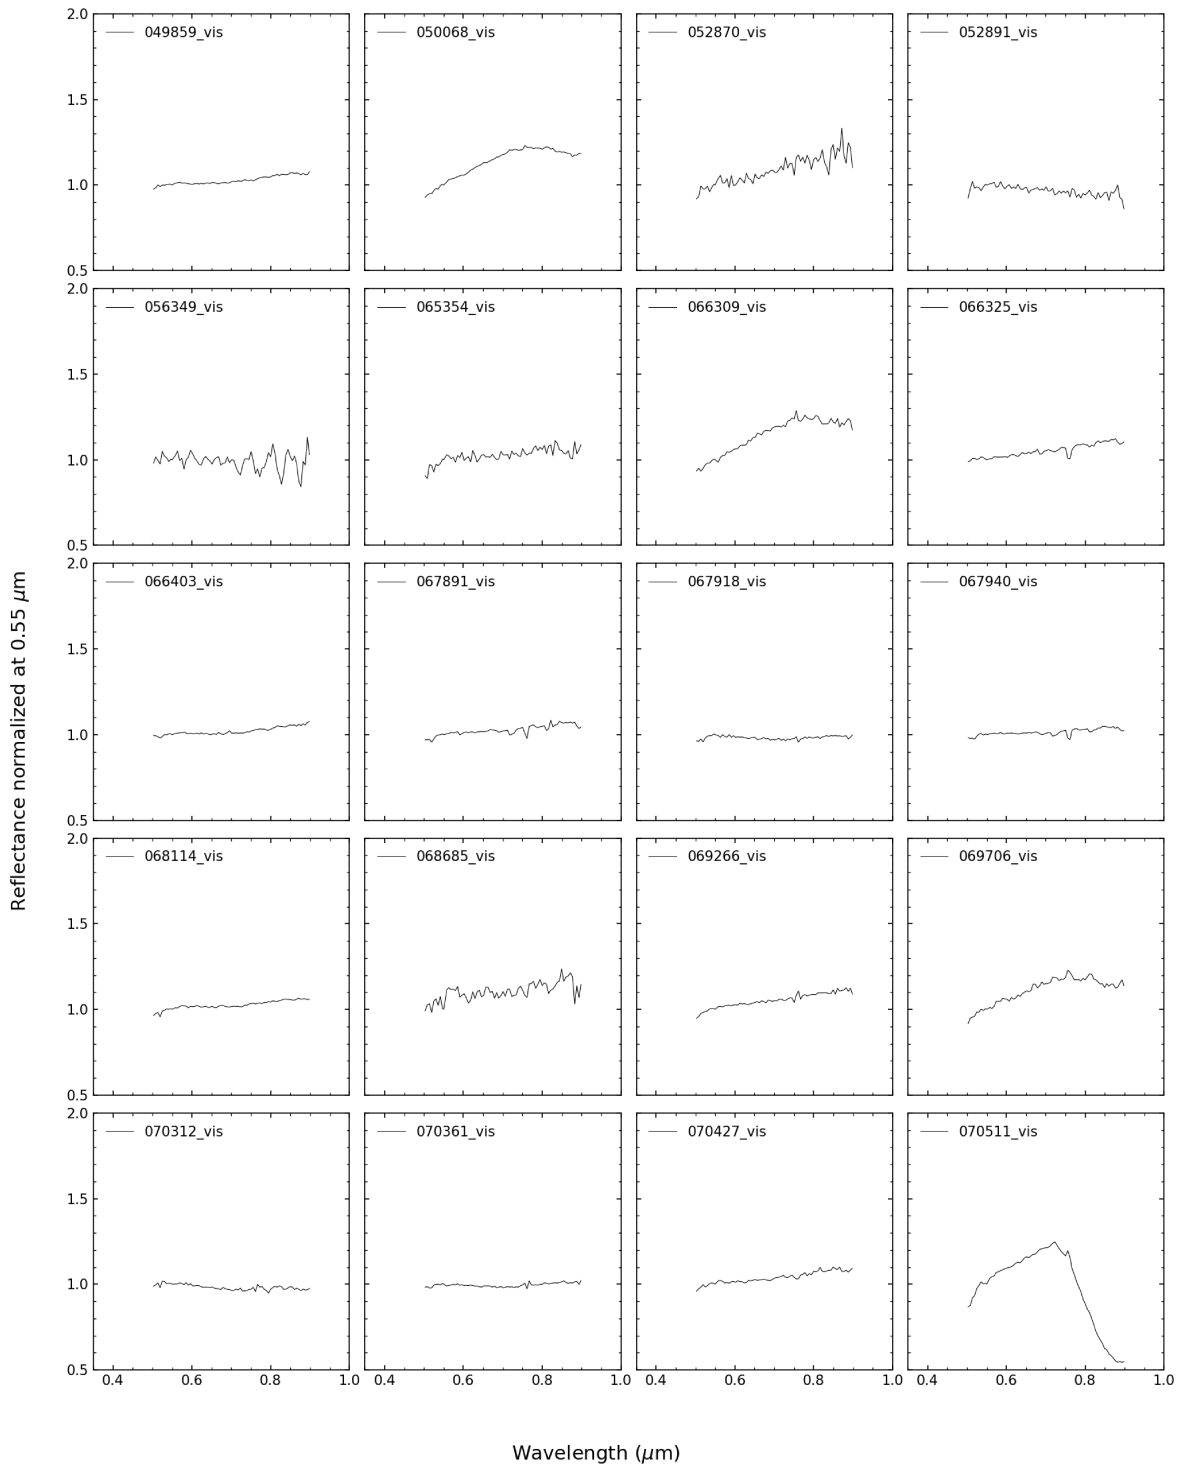 2.0
049859_vis
050068_vis
052870_vis
052891_vis
1.5
1.0
0.5
2.0
056349_vis
065354_vis
066309_vis
066325_vis
1.5
1.0
0.5
2.0
066403_vis
067891_vis
067918_vis
067940_vis
1.5
1.0
0.5
Reflectance normalized at 0.55 μm
2.0
068114_vis
068685_vis
069266_vis
069706_vis
1.5
1.0
0.5
2.0
070312_vis
070361_vis
070427_vis
070511_vis
1.5
1.0
0.5
0.4 0.6 0.8 1.0 0.4 0.6 0.8 1.0 0.4 0.6 0.8 1.0 0.4 0.6 0.8 1.0
Wavelength (μm)